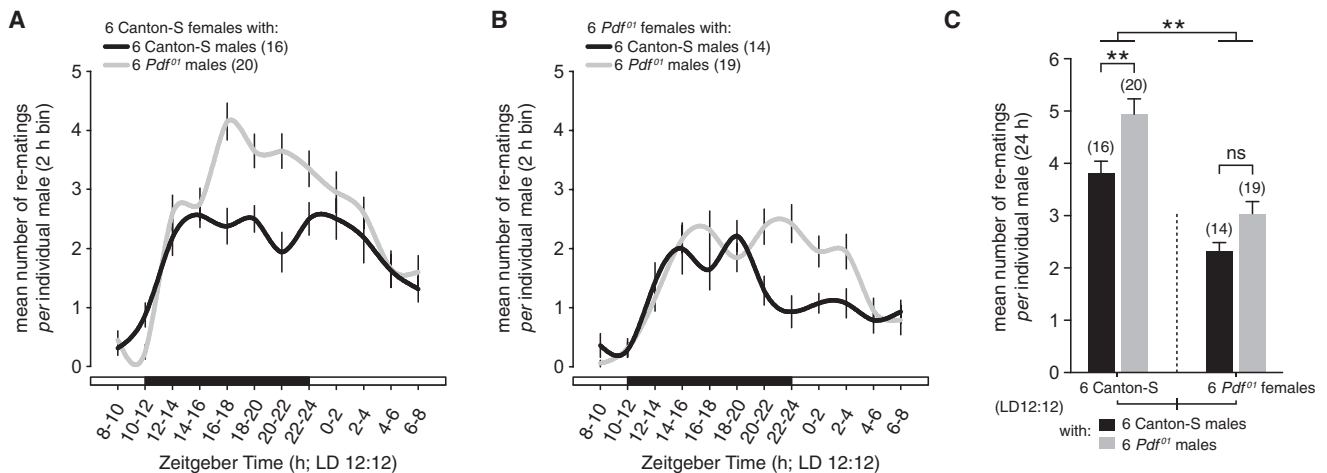 A
6 Canton-S females with:
6 Canton-S males (16)
6 Pdf⁰¹ males (20)
mean number of re-matings
per individual male (2 h bin)
5
4
3
2
1
0
8-10
10-12
12-14
14-16
16-18
18-20
20-22
22-24
0-2
2-4
4-6
6-8
Zeitgeber Time (h; LD 12:12)
B
6 Pdf⁰¹ females with:
6 Canton-S males (14)
6 Pdf⁰¹ males (19)
mean number of re-matings
per individual male (2 h bin)
5
4
3
2
1
0
8-10
10-12
12-14
14-16
16-18
18-20
20-22
22-24
0-2
2-4
4-6
6-8
Zeitgeber Time (h; LD 12:12)
C
**
**
(20)
(16)
ns
(19)
(14)
mean number of re-matings
per individual male (24 h)
6
5
4
3
2
1
0
6 Canton-S
6 Pdf⁰¹ females
(LD12:12)
with:
6 Canton-S males
6 Pdf⁰¹ males